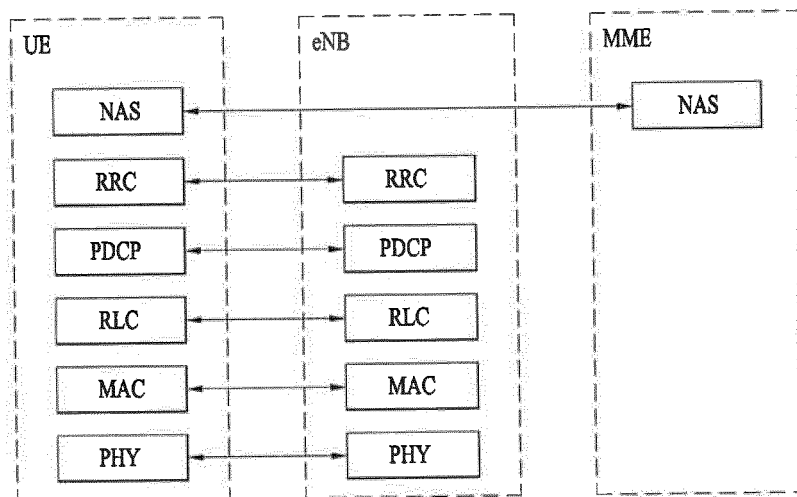 UE
eNB
MME
NAS
NAS
RRC
RRC
PDCP
PDCP
RLC
RLC
MAC
MAC
PHY
PHY